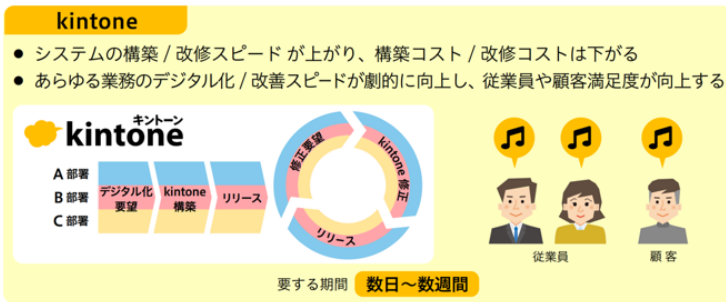 kintone
● システムの構築 / 改修スピード が上がり、構築コスト / 改修コストは下がる
● あらゆる業務のデジタル化 / 改善スピードが劇的に向上し、従業員や顧客満足度が向上する
キントーン
kintone
A 部署
B 部署
C 部署
デジタル化
要望
kintone
構築
リリース
修正要望
kintone 修正
リリース
従業員
顧 客
要する期間 数日〜数週間